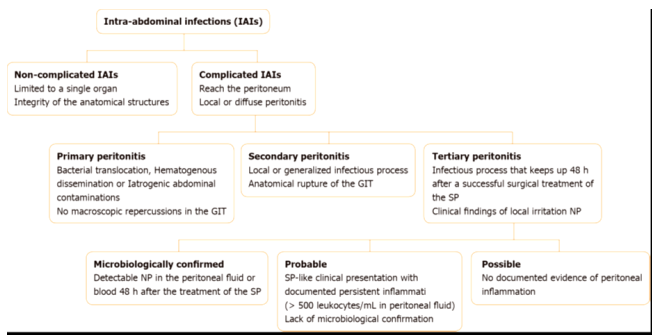 Intra-abdominal infections (IAIs)
Non-complicated IAIs
Limited to a single organ
Integrity of the anatomical structures
Complicated IAIs
Reach the peritoneum
Local or diffuse peritonitis
Primary peritonitis
Bacterial translocation, Hematogenous
dissemination or Iatrogenic abdominal
contaminations
No macroscopic repercussions in the GIT
Secondary peritonitis
Local or generalized infectious process
Anatomical rupture of the GIT
Tertiary peritonitis
Infectious process that keeps up 48 h
after a successful surgical treatment of
the SP
Clinical findings of local irritation NP
Microbiologically confirmed
Detectable NP in the peritoneal fluid or
blood 48 h after the treatment of the SP
Probable
SP-like clinical presentation with
documented persistent inflammati
(> 500 leukocytes/mL in peritoneal fluid)
Lack of microbiological confirmation
Possible
No documented evidence of peritoneal
inflammation